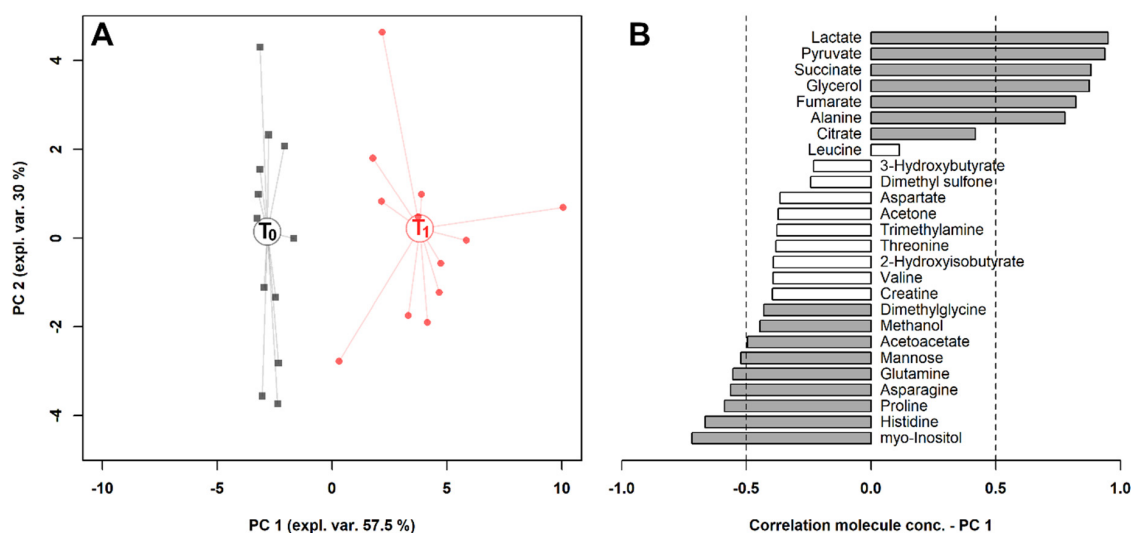 A
PC 2 (expl. var. 30 %)
4
2
0
-2
-4
T0
T1
-10
-5
0
5
10
PC 1 (expl. var. 57.5 %)
B
Lactate
Pyruvate
Succinate
Glycerol
Fumarate
Alanine
Citrate
Leucine
3-Hydroxybutyrate
Dimethyl sulfone
Aspartate
Acetone
Trimethylamine
Threonine
2-Hydroxyisobutyrate
Valine
Creatine
Dimethylglycine
Methanol
Acetoacetate
Mannose
Glutamine
Asparagine
Proline
Histidine
myo-Inositol
-1.0
-0.5
0.0
0.5
1.0
Correlation molecule conc. - PC 1